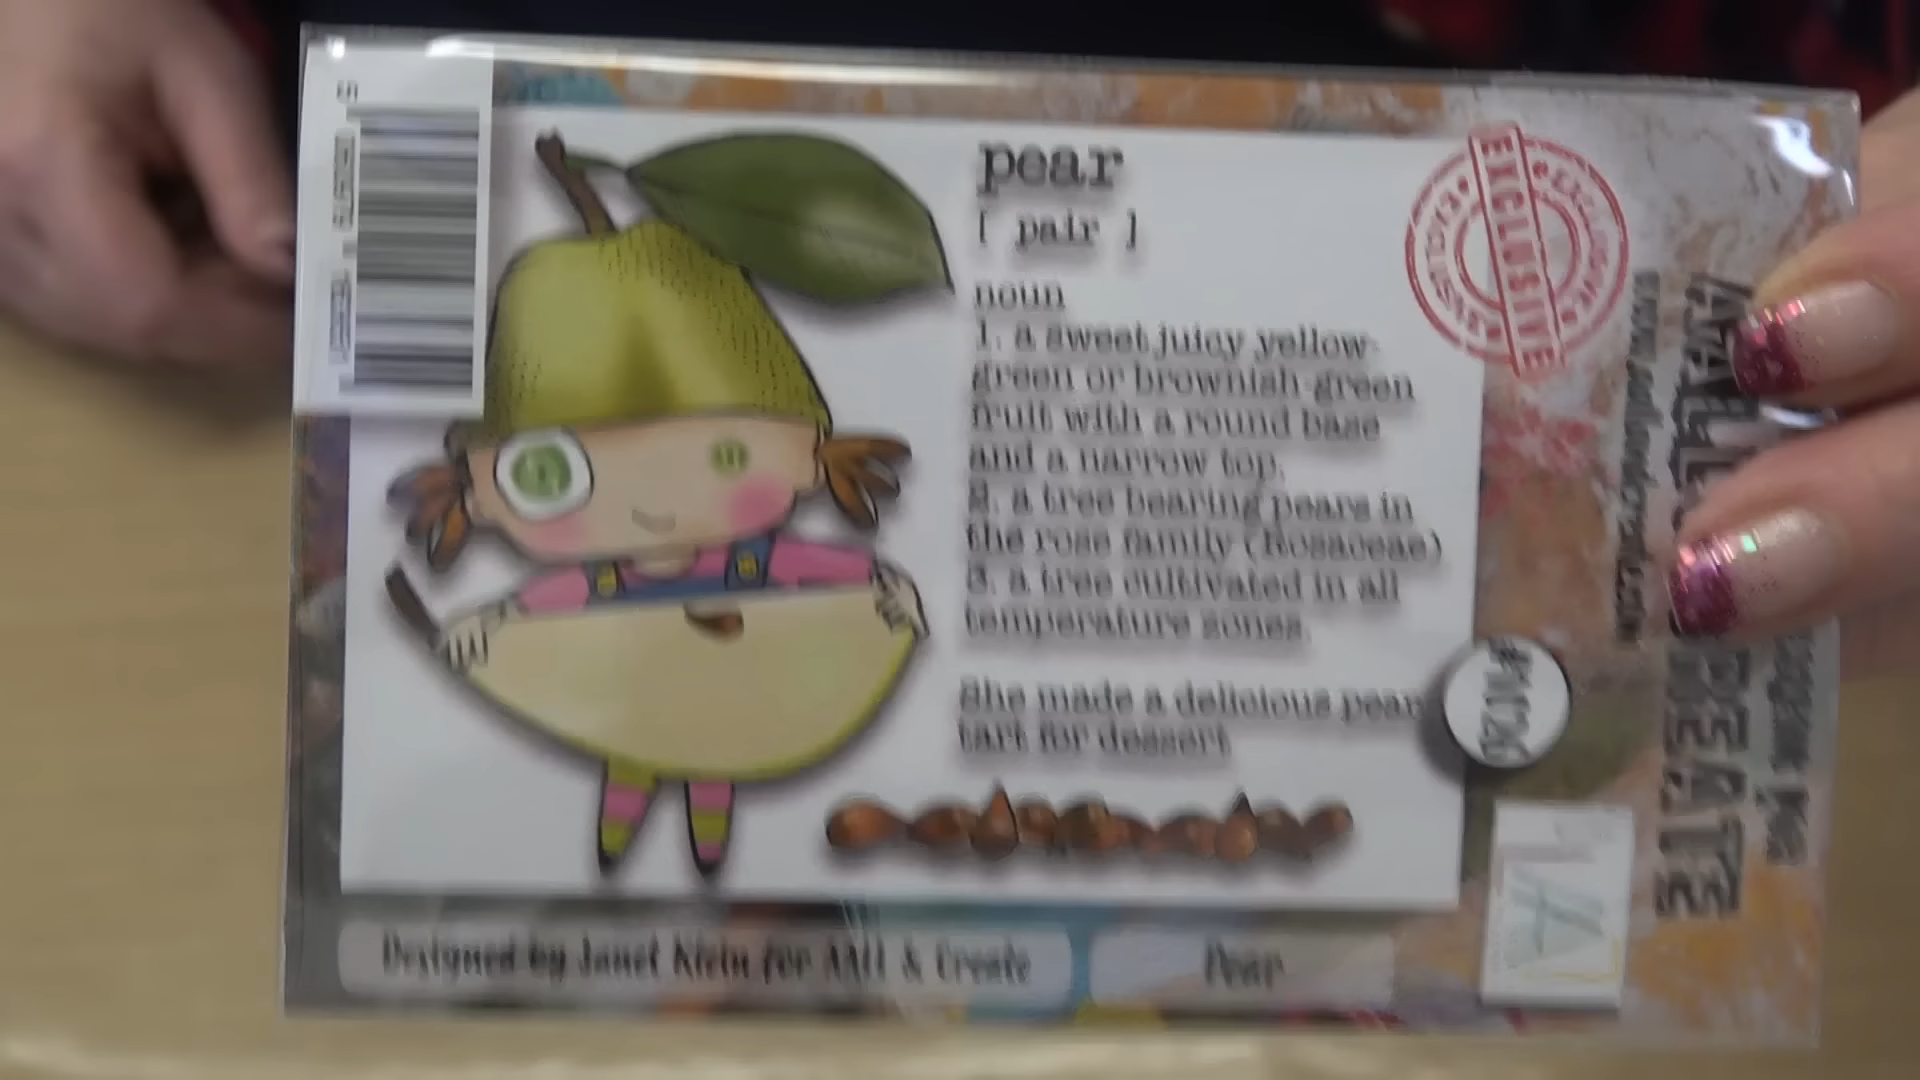 pear
[ pair ]
noun
1. a sweet juicy yellow-
green or brownish-green
fruit with a round base
and a narrow top.
2. a tree bearing pears in
the rose family (Rosaceae)
3. a tree cultivated in all
temperature zones.
She made a delicious pear
tart for dessert
EXCLUSIVE
Designed by Janet Klein for AALL & Create
Pear